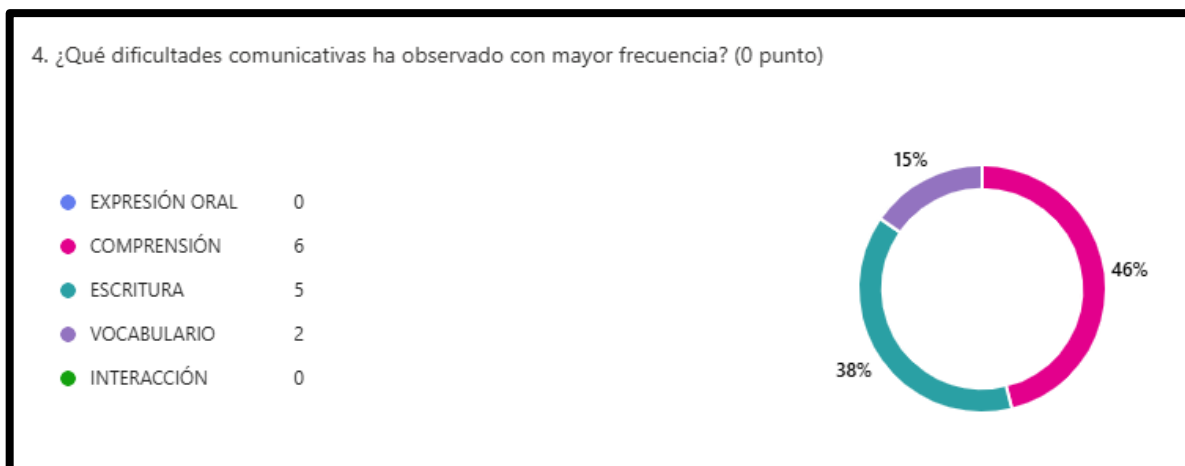 4. ¿Qué dificultades comunicativas ha observado con mayor frecuencia? (0 punto)
EXPRESIÓN ORAL 0
COMPRENSIÓN 6
ESCRITURA 5
VOCABULARIO 2
INTERACCIÓN 0
15%
46%
38%